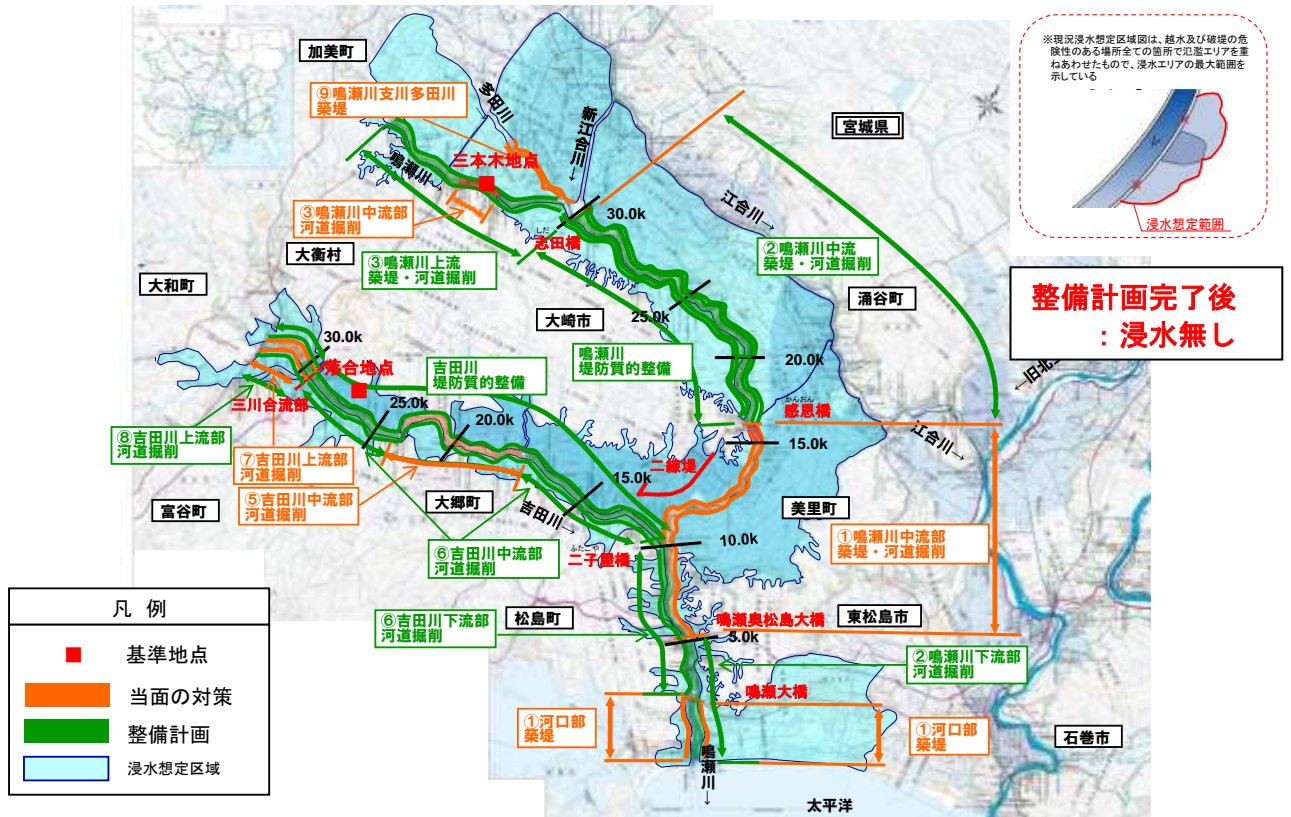 加美町
⑨鳴瀬川支川多田川
築堤
多田川
新江合川
→
宮城県
※現況浸水想定区域図は、越水及び破堤の危
険性のある場所全ての箇所で氾濫エリアを重
ねあわせたもので、浸水エリアの最大範囲を
示している
浸水想定範囲
三本木地点
鳴瀬川→
江合川→
30.0k
③鳴瀬川中流部
河道掘削
しだ
志田橋
大衡村
③鳴瀬川上流
築堤・河道掘削
②鳴瀬川中流
築堤・河道掘削
大和町
涌谷町
整備計画完了後
:浸水無し
大崎市
25.0k
30.0k
鳴瀬川
堤防質的整備
20.0k
落合地点
吉田川
堤防質的整備
三川合流部
25.0k
20.0k
かんおん
感恩橋
←旧北
江合川→
15.0k
⑧吉田川上流部
河道掘削
⑦吉田川上流部
河道掘削
二線堤
15.0k
⑤吉田川中流部
河道掘削
富谷町
大郷町
吉田川→
美里町
①鳴瀬川中流部
築堤・河道掘削
10.0k
⑥吉田川中流部
河道掘削
ふたごや
二子屋橋
凡 例
基準地点
当面の対策
整備計画
浸水想定区域
⑥吉田川下流部
河道掘削
松島町
鳴瀬奥松島大橋
5.0k
東松島市
②鳴瀬川下流部
河道掘削
鳴瀬大橋
①河口部
築堤
①河口部
築堤
石巻市
鳴瀬川→
太平洋